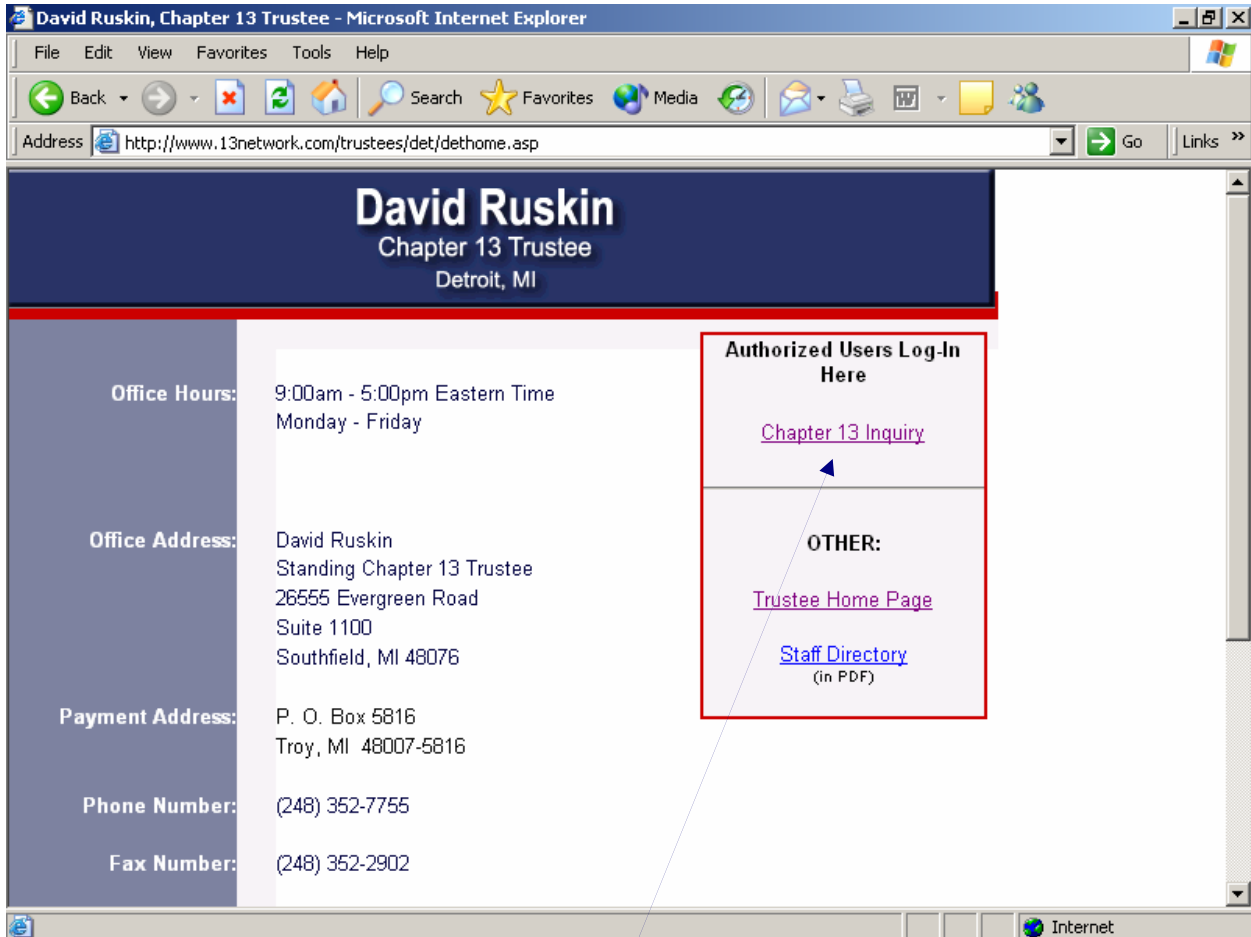 David Ruskin, Chapter 13 Trustee - Microsoft Internet Explorer
File Edit View Favorites Tools Help
Back Search Favorites Media
Address http://www.13network.com/trustees/det/dethome.asp Go Links »
David Ruskin
Chapter 13 Trustee
Detroit, MI
Authorized Users Log-In
Here
Chapter 13 Inquiry
Office Hours: 9:00am - 5:00pm Eastern Time
Monday - Friday
OTHER:
Trustee Home Page
Staff Directory
(in PDF)
Office Address: David Ruskin
Standing Chapter 13 Trustee
26555 Evergreen Road
Suite 1100
Southfield, MI 48076
Payment Address: P. O. Box 5816
Troy, MI 48007-5816
Phone Number: (248) 352-7755
Fax Number: (248) 352-2902
Internet